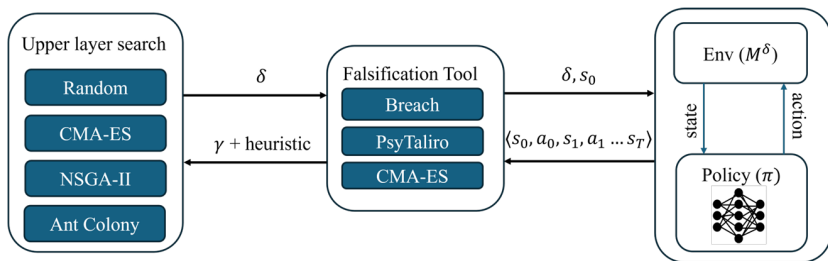 Upper layer search
Random
CMA-ES
NSGA-II
Ant Colony
δ
γ + heuristic
Falsification Tool
Breach
PsyTaliro
CMA-ES
δ, s₀
⟨s₀, a₀, s₁, a₁ … s_T⟩
Env (M^δ)
state
action
Policy (π)